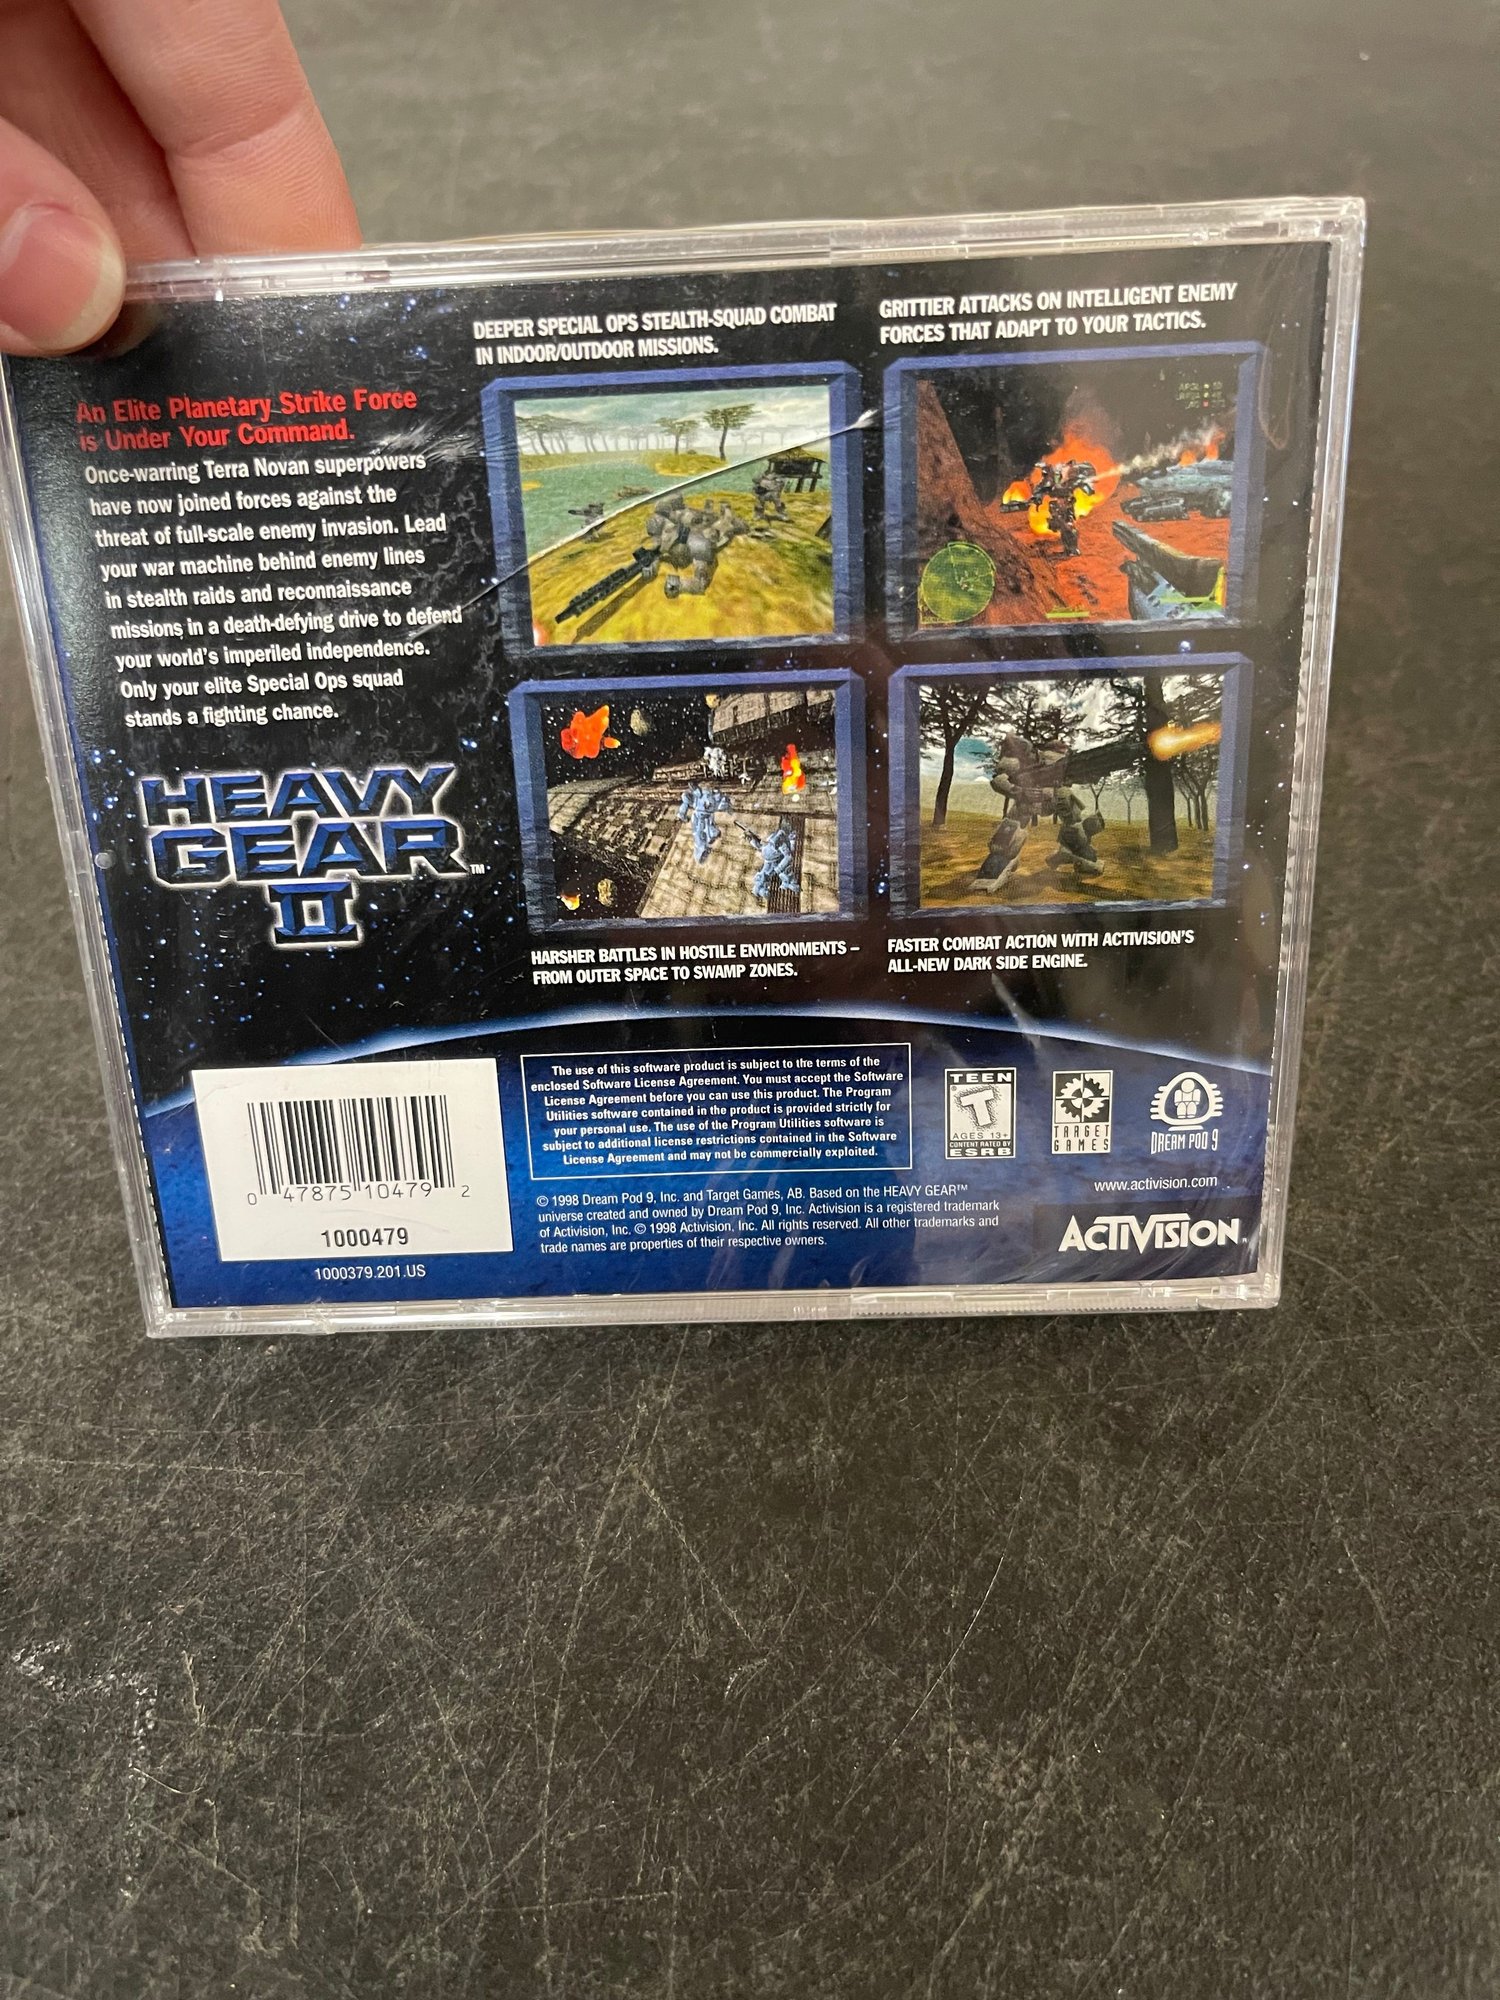 DEEPER SPECIAL OPS STEALTH-SQUAD COMBAT
IN INDOOR/OUTDOOR MISSIONS.
GRITTIER ATTACKS ON INTELLIGENT ENEMY
FORCES THAT ADAPT TO YOUR TACTICS.
An Elite Planetary Strike Force
is Under Your Command.
Once-warring Terra Novan superpowers
have now joined forces against the
threat of full-scale enemy invasion. Lead
your war machine behind enemy lines
in stealth raids and reconnaissance
missions in a death-defying drive to defend
your world's imperiled independence.
Only your elite Special Ops squad
stands a fighting chance.
HEAVY
GEAR™
II
HARSHER BATTLES IN HOSTILE ENVIRONMENTS –
FROM OUTER SPACE TO SWAMP ZONES.
FASTER COMBAT ACTION WITH ACTIVISION'S
ALL-NEW DARK SIDE ENGINE.
0 47875 10479 2
1000479
1000379.201.US
The use of this software product is subject to the terms of the
enclosed Software License Agreement. You must accept the Software
License Agreement before you can use this product. The Program
Utilities software contained in the product is provided strictly for
your personal use. The use of the Program Utilities software is
subject to additional license restrictions contained in the Software
License Agreement and may not be commercially exploited.
© 1998 Dream Pod 9, Inc. and Target Games, AB. Based on the HEAVY GEAR™
universe created and owned by Dream Pod 9, Inc. Activision is a registered trademark
of Activision, Inc. © 1998 Activision, Inc. All rights reserved. All other trademarks and
trade names are properties of their respective owners.
TEEN
T
AGES 13+
CONTENT RATED BY
ESRB
TARGET
GAMES
DREAM POD 9
www.activision.com
ACTIVISION